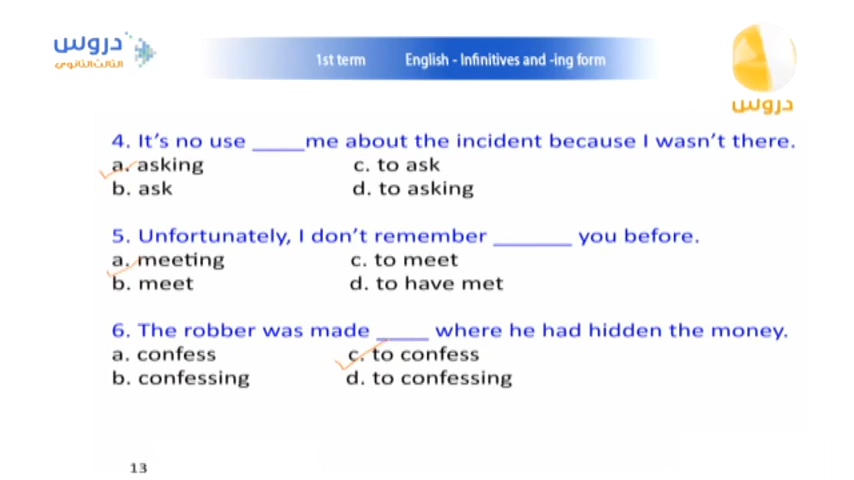 دروس
الثالث الثانوي
1st term English - Infinitives and -ing form
دروس
4. It's no use _____me about the incident because I wasn't there.
a. asking c. to ask
b. ask d. to asking
5. Unfortunately, I don't remember _______ you before.
a. meeting c. to meet
b. meet d. to have met
6. The robber was made _____ where he had hidden the money.
a. confess c. to confess
b. confessing d. to confessing
13